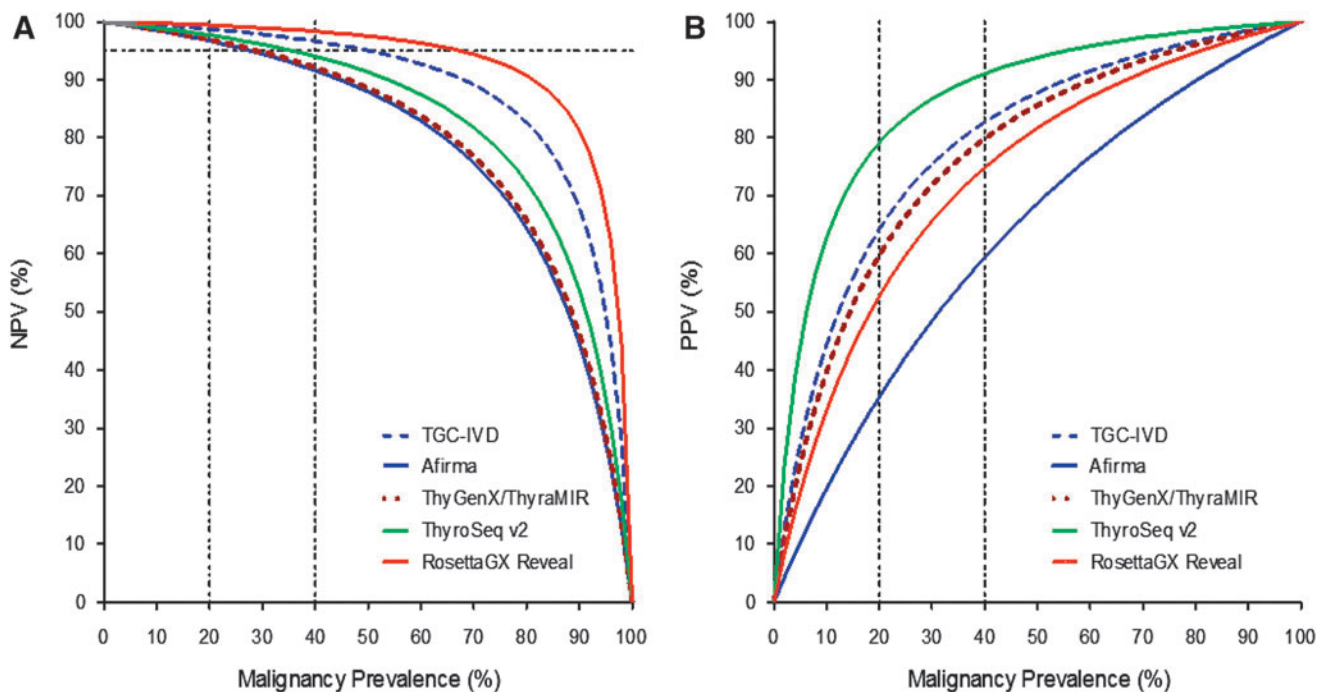 A
NPV (%)
100
90
80
70
60
50
40
30
20
10
0
TGC-IVD
Afirma
ThyGenX/ThyraMIR
ThyroSeq v2
RosettaGX Reveal
0 10 20 30 40 50 60 70 80 90 100
Malignancy Prevalence (%)
B
PPV (%)
100
90
80
70
60
50
40
30
20
10
0
TGC-IVD
Afirma
ThyGenX/ThyraMIR
ThyroSeq v2
RosettaGX Reveal
0 10 20 30 40 50 60 70 80 90 100
Malignancy Prevalence (%)